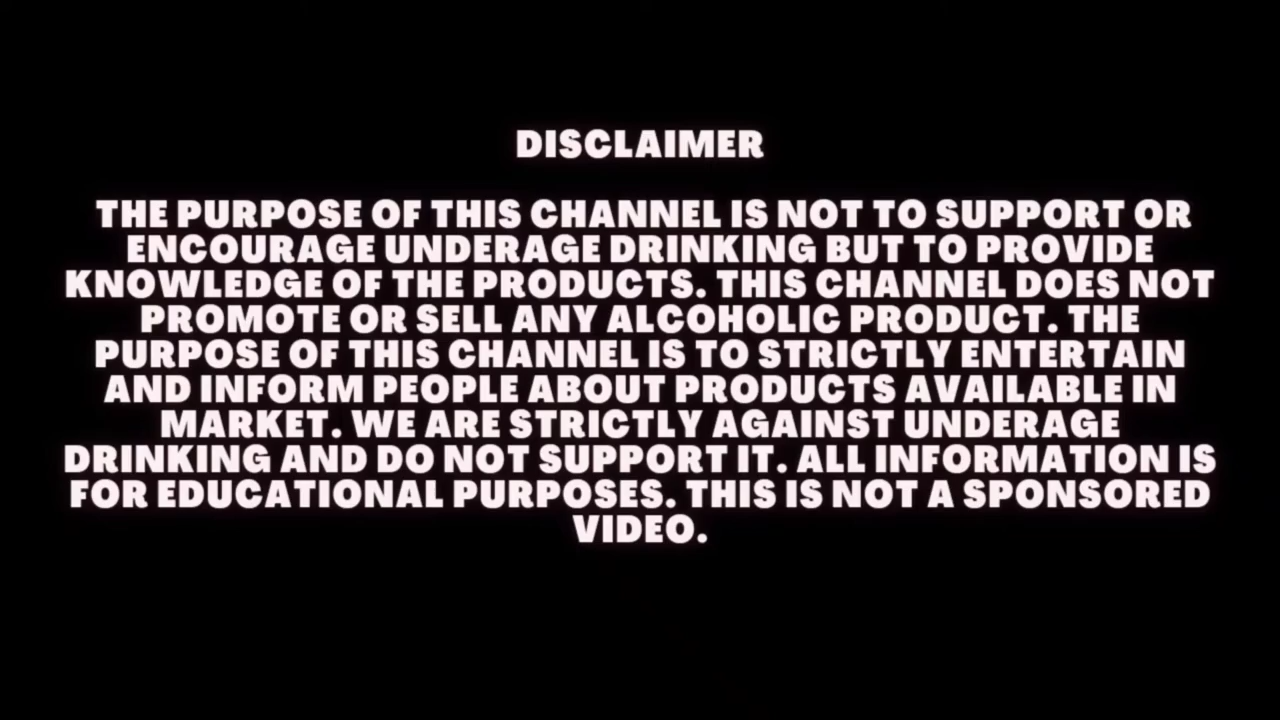 DISCLAIMER
THE PURPOSE OF THIS CHANNEL IS NOT TO SUPPORT OR
ENCOURAGE UNDERAGE DRINKING BUT TO PROVIDE
KNOWLEDGE OF THE PRODUCTS. THIS CHANNEL DOES NOT
PROMOTE OR SELL ANY ALCOHOLIC PRODUCT. THE
PURPOSE OF THIS CHANNEL IS TO STRICTLY ENTERTAIN
AND INFORM PEOPLE ABOUT PRODUCTS AVAILABLE IN
MARKET. WE ARE STRICTLY AGAINST UNDERAGE
DRINKING AND DO NOT SUPPORT IT. ALL INFORMATION IS
FOR EDUCATIONAL PURPOSES. THIS IS NOT A SPONSORED
VIDEO.